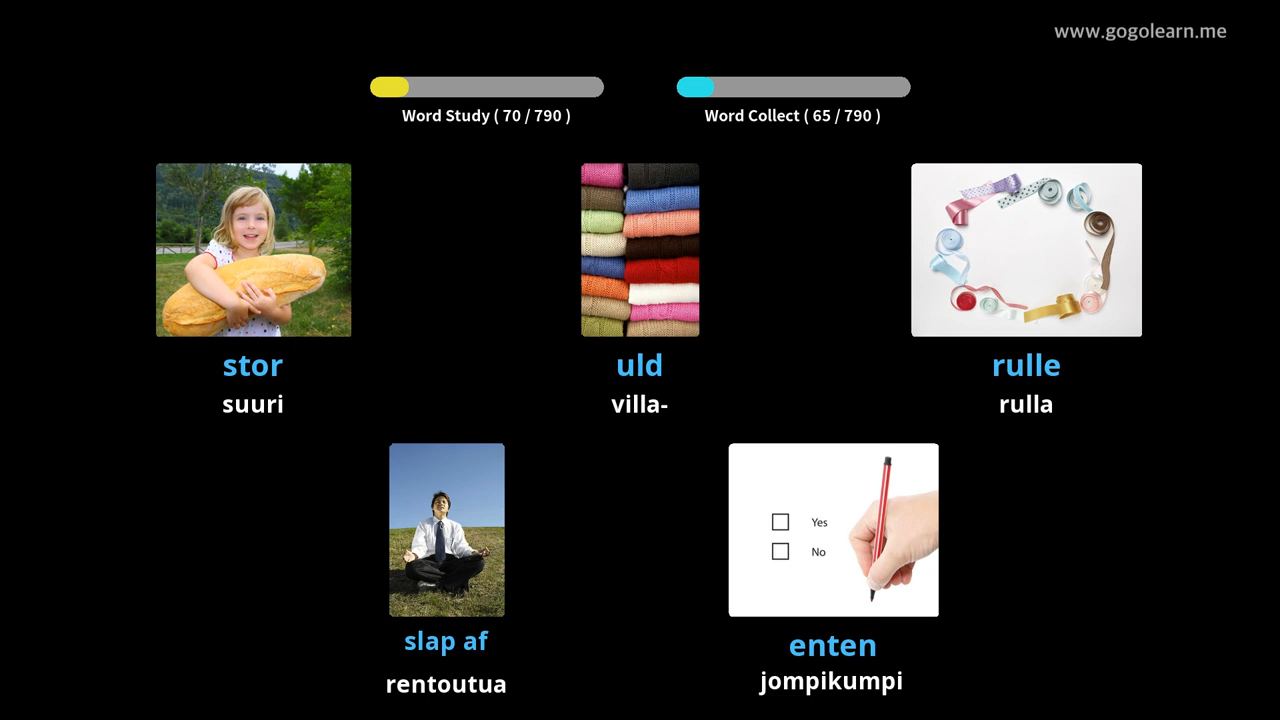 www.gogolearn.me
Word Study ( 70 / 790 )
Word Collect ( 65 / 790 )
stor
suuri
uld
villa-
rulle
rulla
Yes
No
slap af
rentoutua
enten
jompikumpi